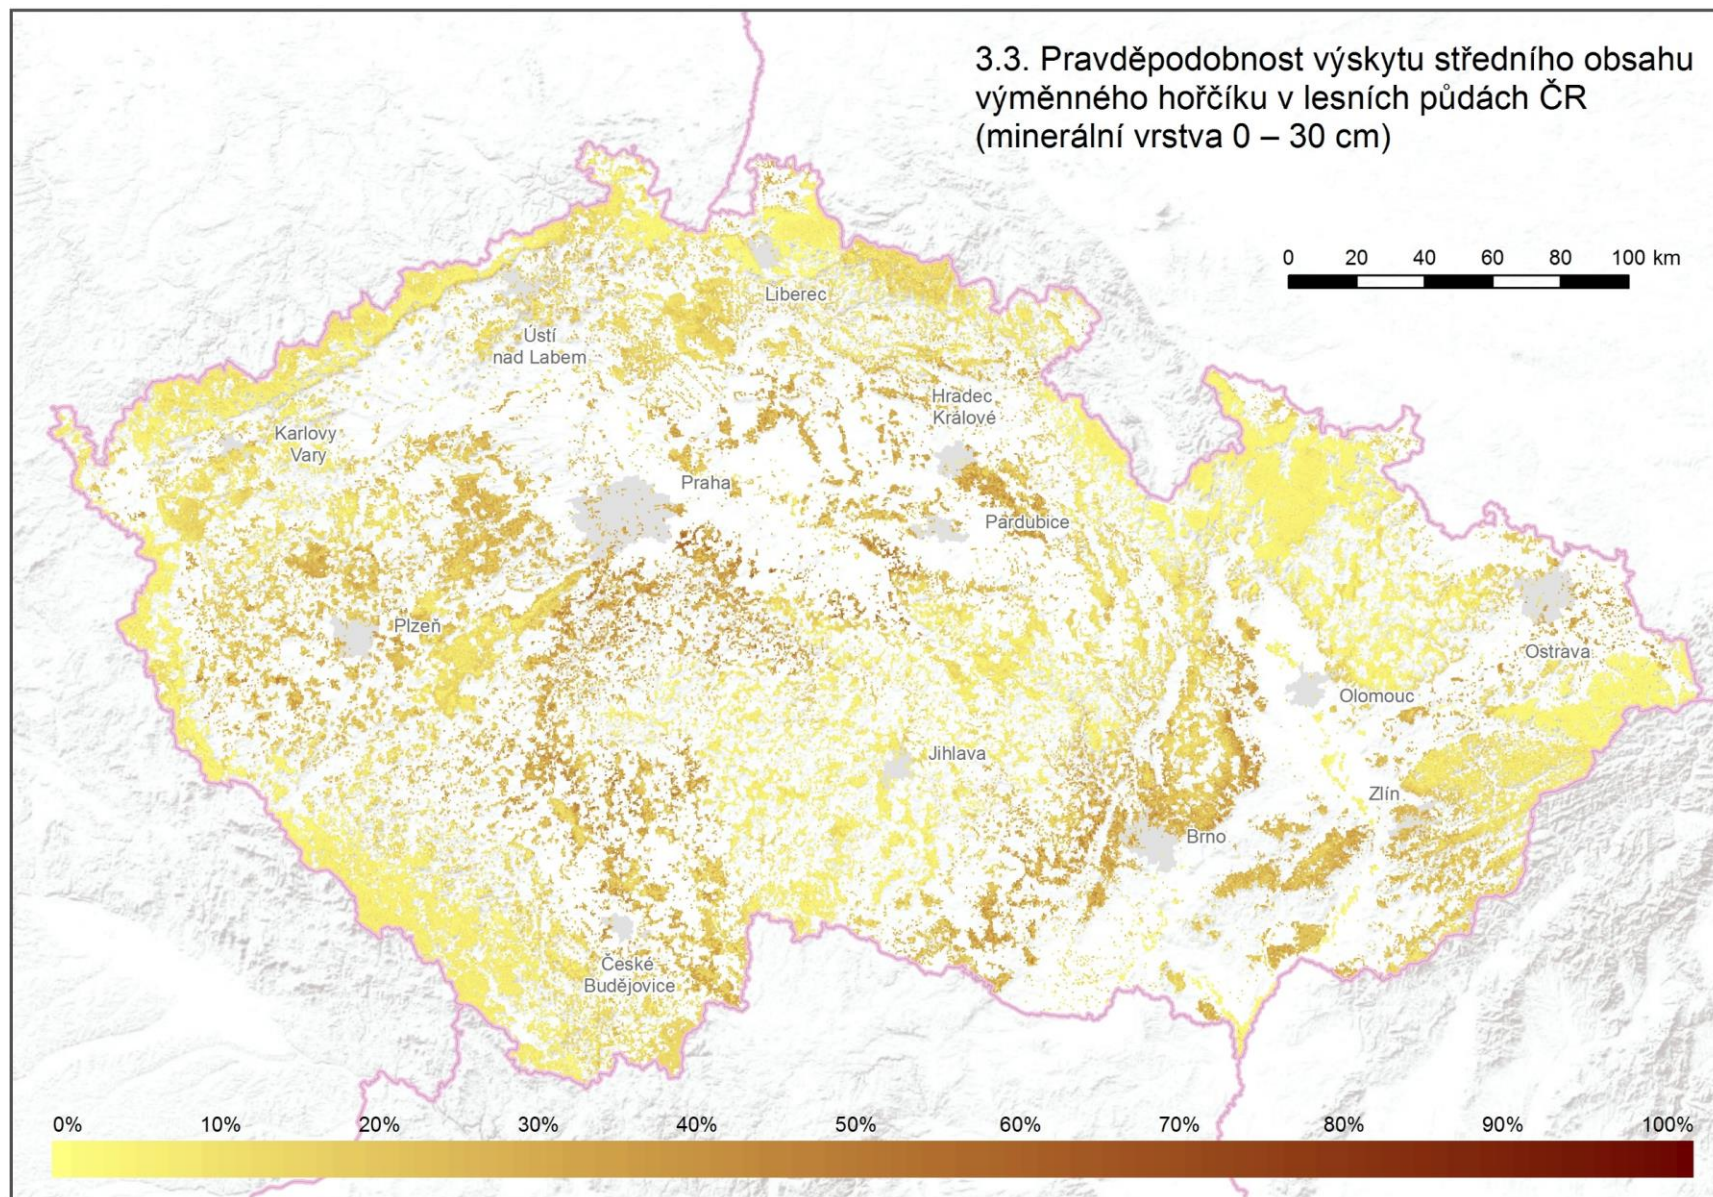 3.3. Pravděpodobnost výskytu středního obsahu
výměnného hořčíku v lesních půdách ČR
(minerální vrstva 0 – 30 cm)
0 20 40 60 80 100 km
Liberec
Ústí
nad Labem
Hradec
Králové
Karlovy
Vary
Praha
Pardubice
Plzeň
Ostrava
Olomouc
Jihlava
Zlín
Brno
České
Budějovice
0% 10% 20% 30% 40% 50% 60% 70% 80% 90% 100%